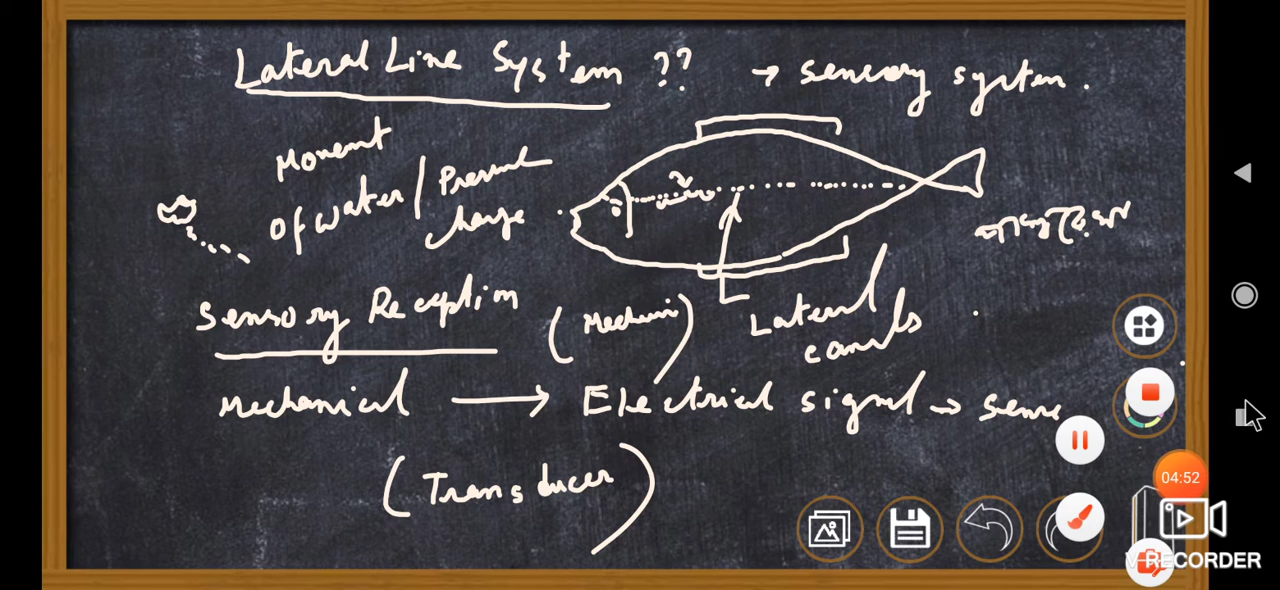 Lateral Line System ?? → sensory system.
Movemt
Of water / Pressure
change
Sensory Reception (Mechani)
Lateral
canals
Mechanical → Electrical signal → sense
(Transducer)
04:52
V RECORDER